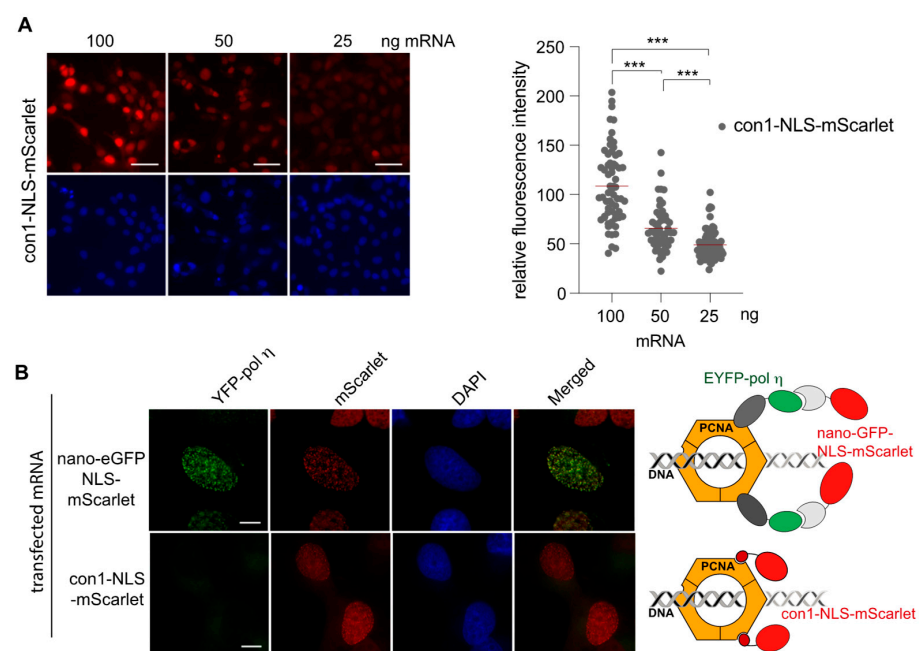 A
100 50 25 ng mRNA
con1-NLS-mScarlet
relative fluorescence intensity
250
200
150
100
50
0
***
***
***
con1-NLS-mScarlet
100 50 25 ng
mRNA
B
YFP-pol η
mScarlet
DAPI
Merged
transfected mRNA
nano-eGFP
NLS-
mScarlet
con1-NLS
-mScarlet
EYFP-pol η
PCNA
nano-GFP-
NLS-mScarlet
DNA
PCNA
DNA
con1-NLS-mScarlet